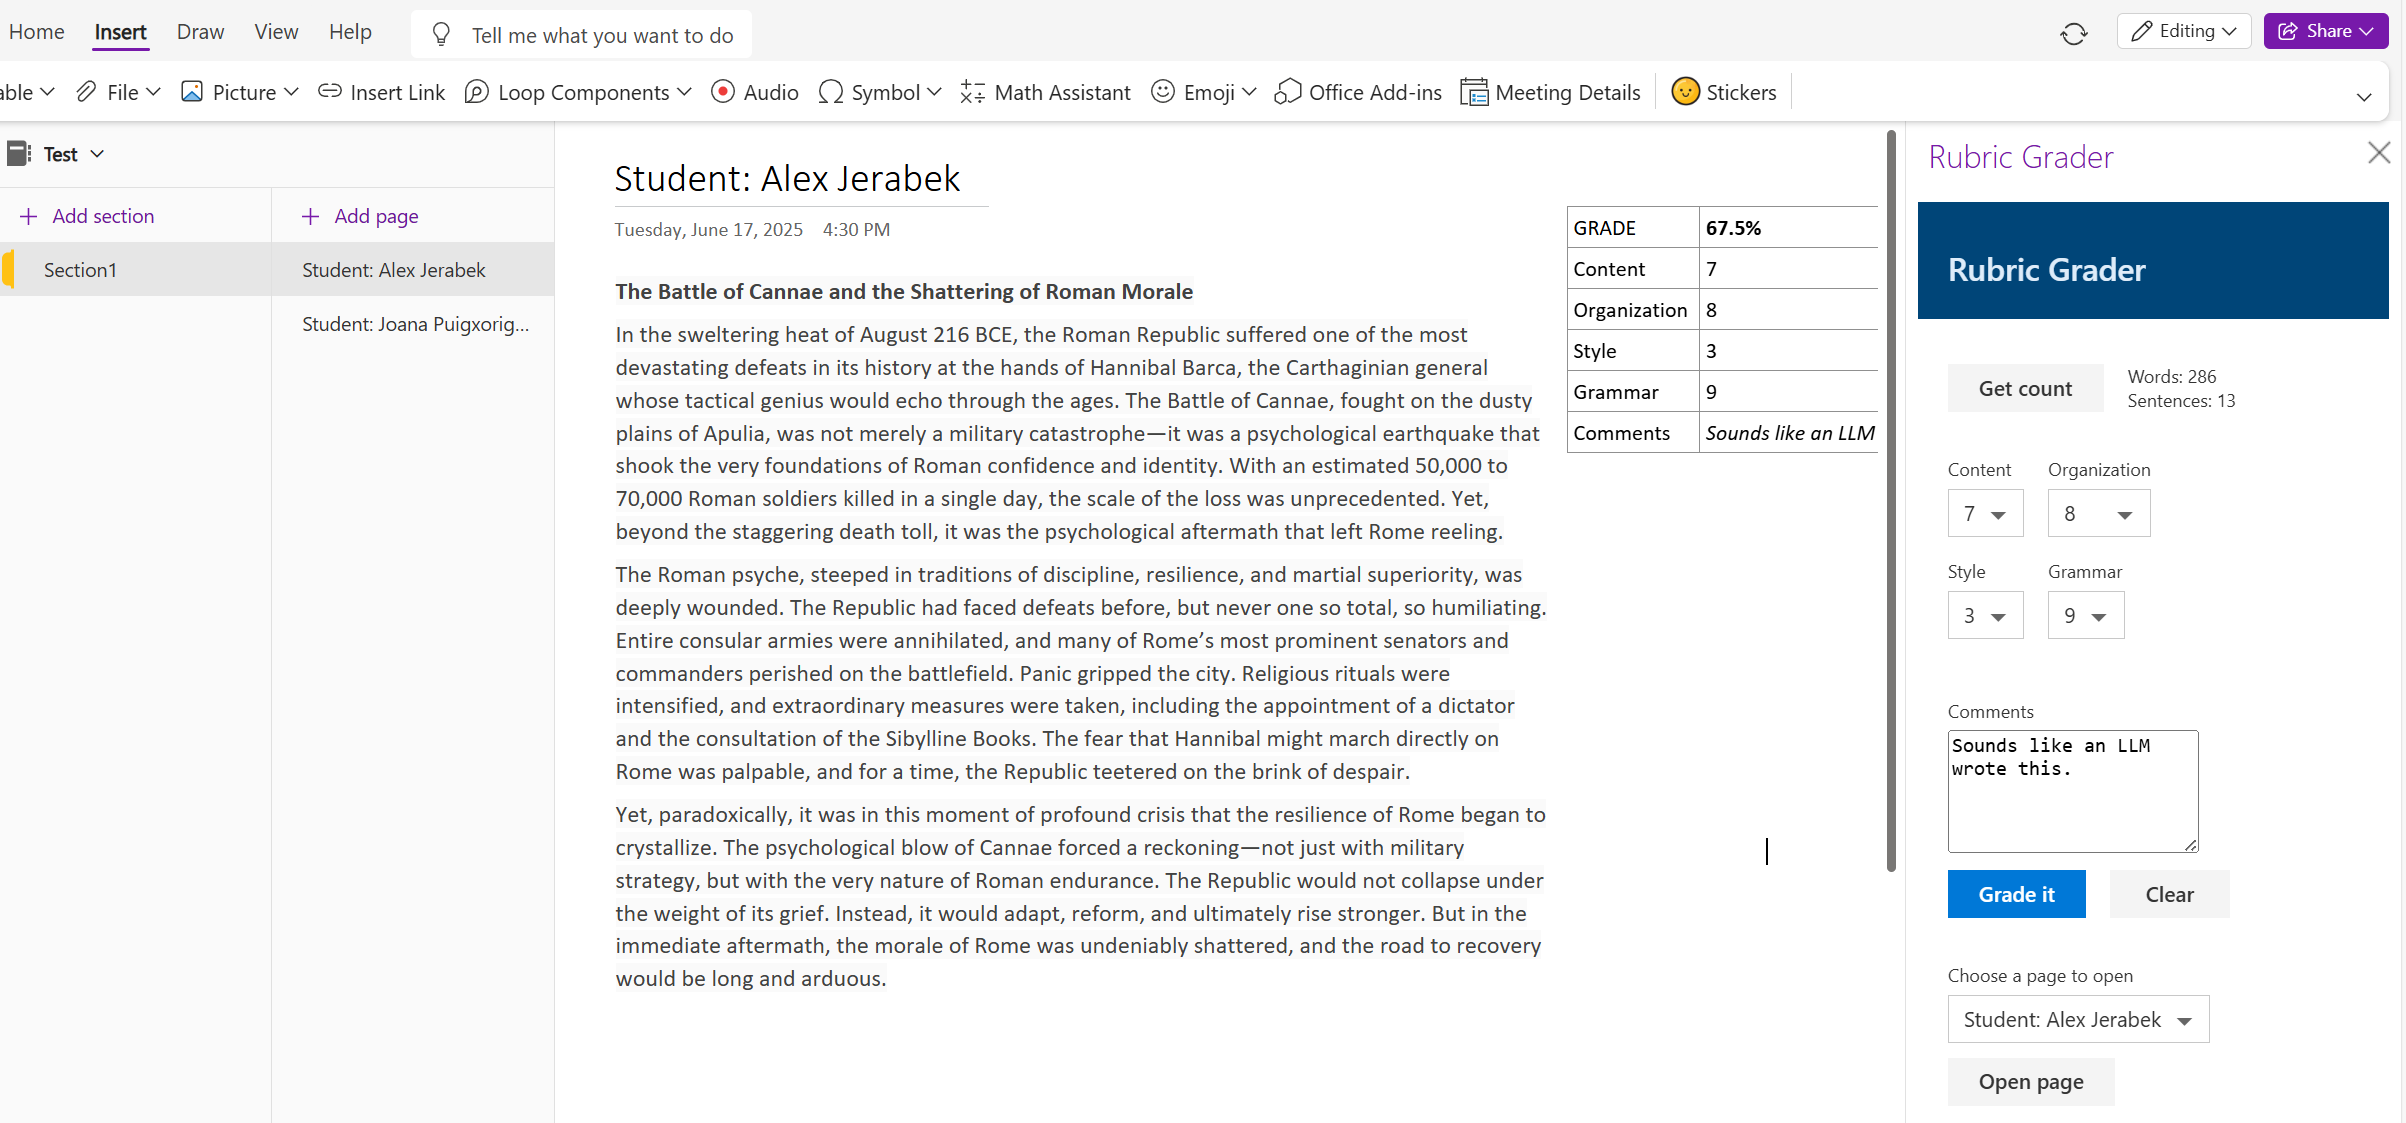 Home Insert Draw View Help Tell me what you want to do Editing Share
able File Picture Insert Link Loop Components Audio Symbol Math Assistant Emoji Office Add-ins Meeting Details Stickers
Test
Add section
Section1
Add page
Student: Alex Jerabek
Student: Joana Puigxorig...
Student: Alex Jerabek
Tuesday, June 17, 2025 4:30 PM
The Battle of Cannae and the Shattering of Roman Morale
In the sweltering heat of August 216 BCE, the Roman Republic suffered one of the most
devastating defeats in its history at the hands of Hannibal Barca, the Carthaginian general
whose tactical genius would echo through the ages. The Battle of Cannae, fought on the dusty
plains of Apulia, was not merely a military catastrophe—it was a psychological earthquake that
shook the very foundations of Roman confidence and identity. With an estimated 50,000 to
70,000 Roman soldiers killed in a single day, the scale of the loss was unprecedented. Yet,
beyond the staggering death toll, it was the psychological aftermath that left Rome reeling.
The Roman psyche, steeped in traditions of discipline, resilience, and martial superiority, was
deeply wounded. The Republic had faced defeats before, but never one so total, so humiliating.
Entire consular armies were annihilated, and many of Rome’s most prominent senators and
commanders perished on the battlefield. Panic gripped the city. Religious rituals were
intensified, and extraordinary measures were taken, including the appointment of a dictator
and the consultation of the Sibylline Books. The fear that Hannibal might march directly on
Rome was palpable, and for a time, the Republic teetered on the brink of despair.
Yet, paradoxically, it was in this moment of profound crisis that the resilience of Rome began to
crystallize. The psychological blow of Cannae forced a reckoning—not just with military
strategy, but with the very nature of Roman endurance. The Republic would not collapse under
the weight of its grief. Instead, it would adapt, reform, and ultimately rise stronger. But in the
immediate aftermath, the morale of Rome was undeniably shattered, and the road to recovery
would be long and arduous.
GRADE 67.5%
Content 7
Organization 8
Style 3
Grammar 9
Comments Sounds like an LLM
Rubric Grader
Rubric Grader
Get count
Words: 286
Sentences: 13
Content Organization
7 8
Style Grammar
3 9
Comments
Sounds like an LLM
wrote this.
Grade it Clear
Choose a page to open
Student: Alex Jerabek
Open page